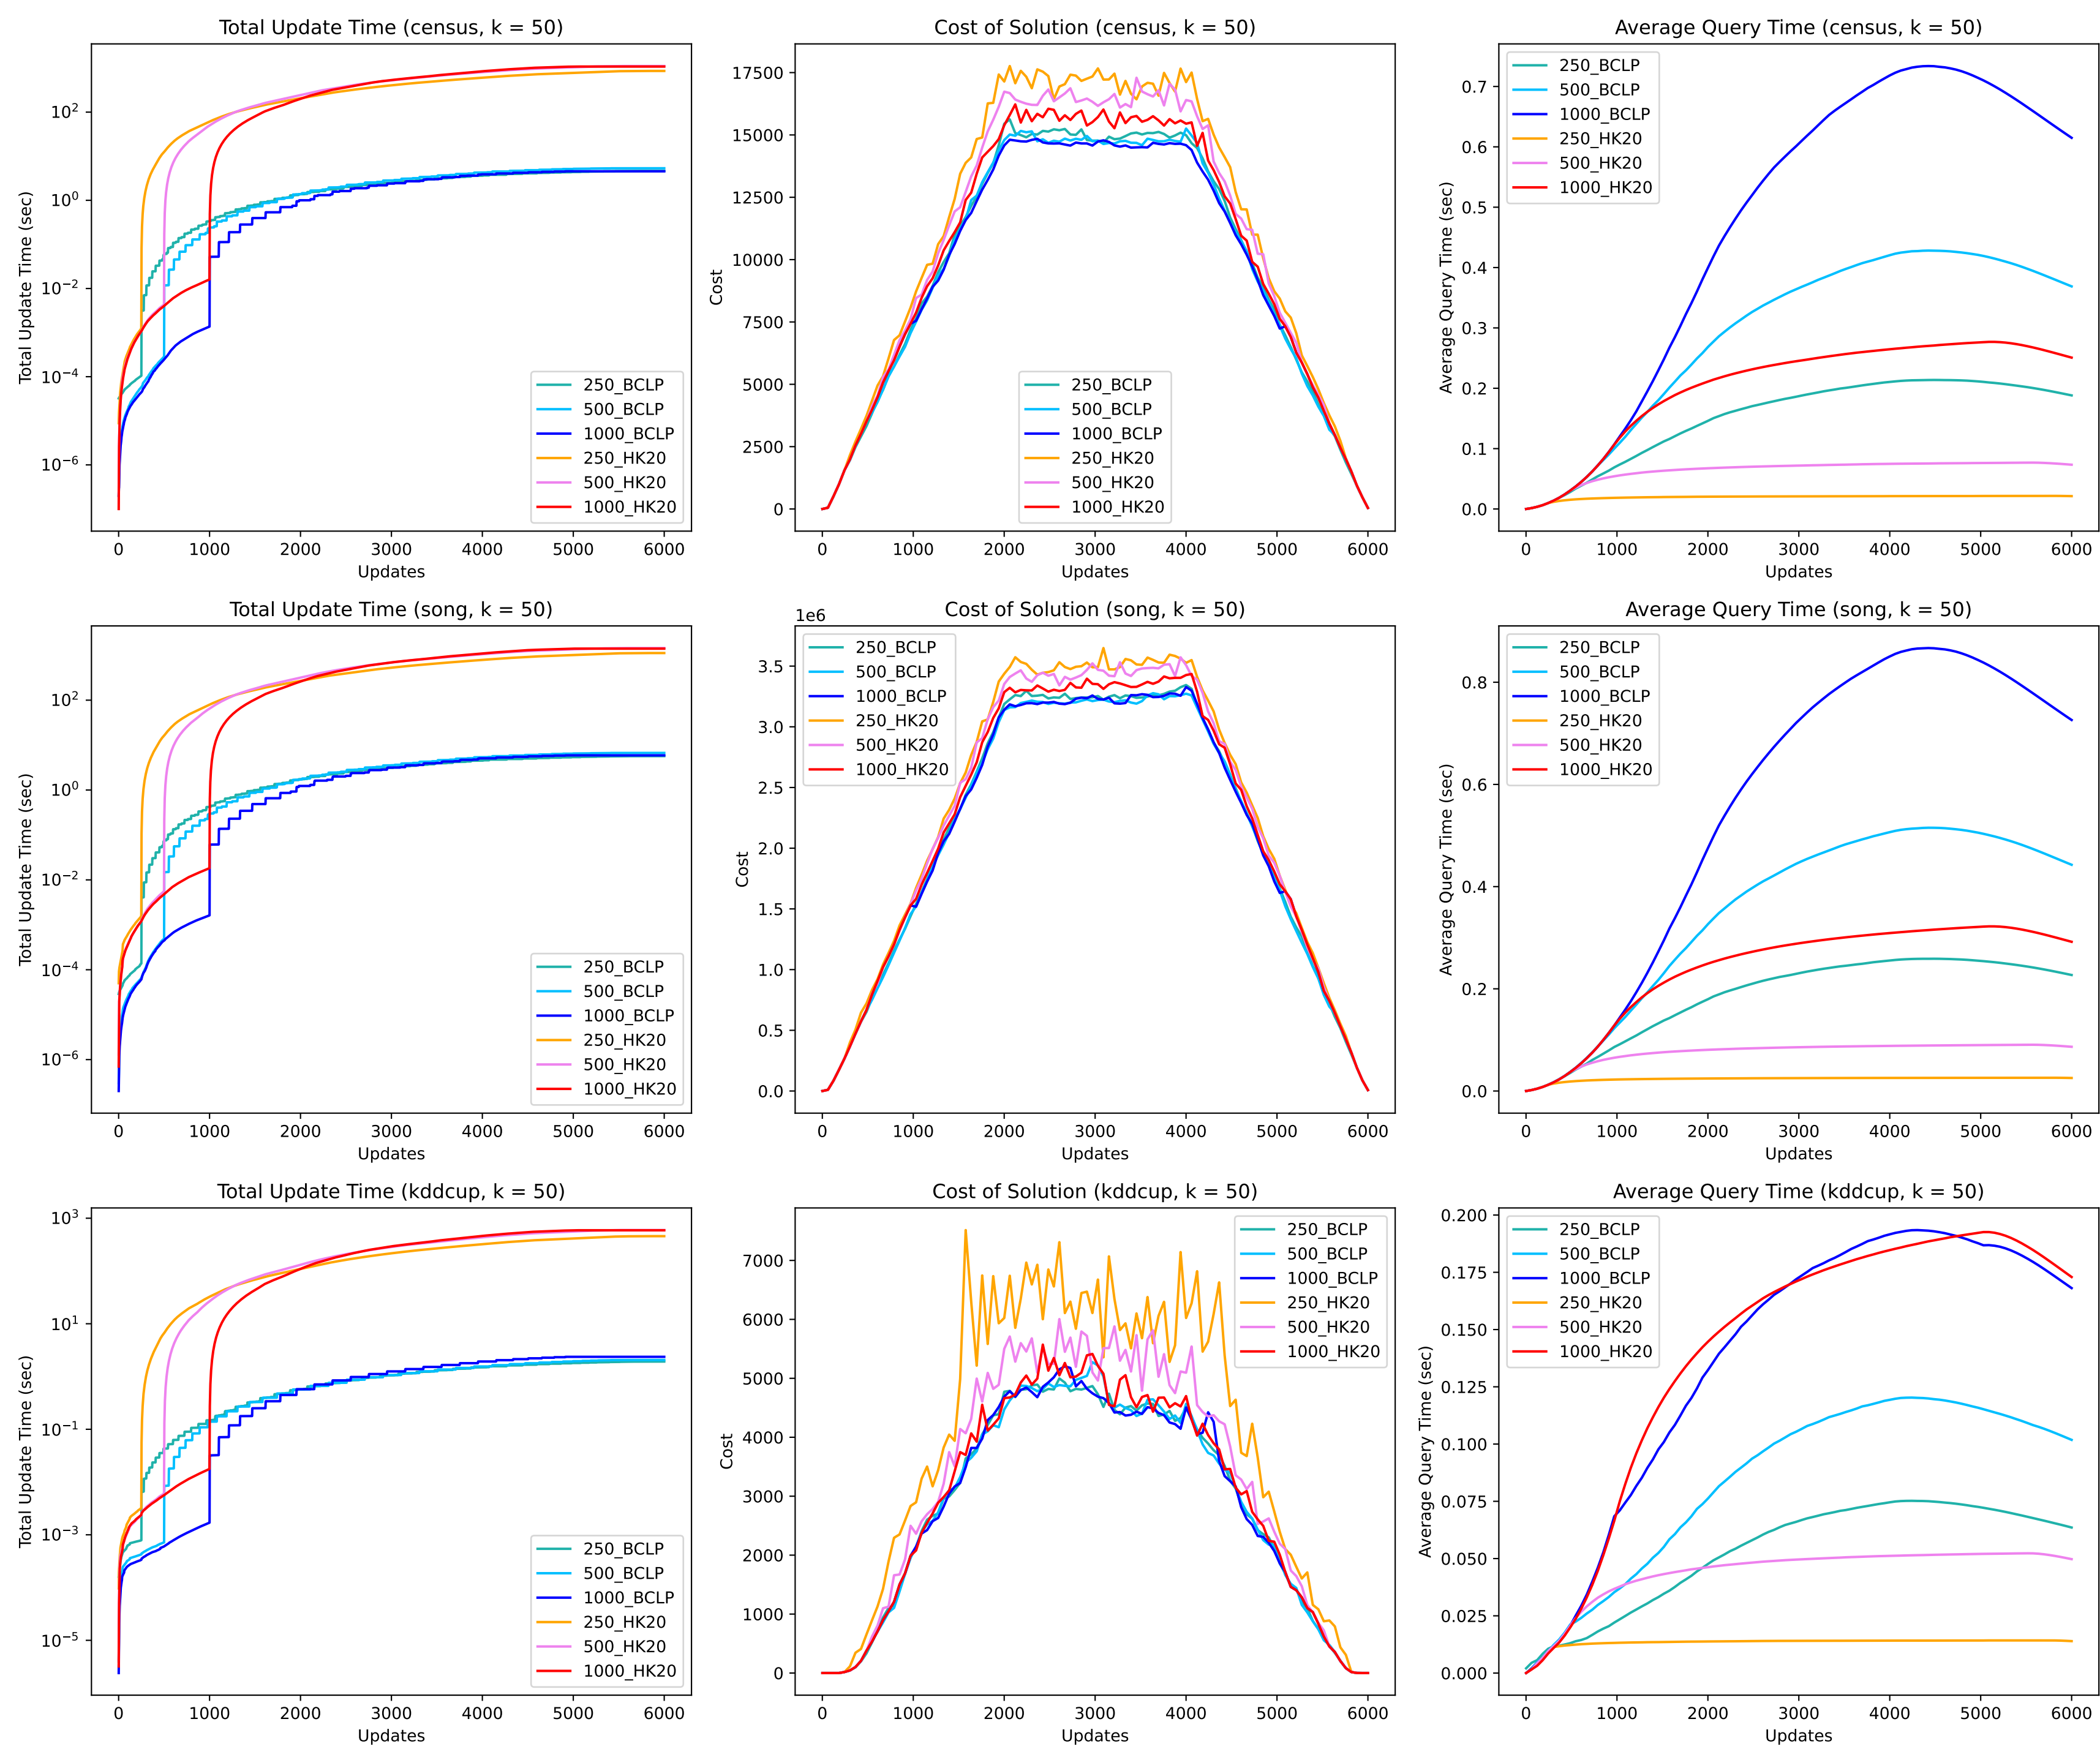 Total Update Time (census, k = 50)
Total Update Time (sec)
10²
10⁰
10⁻²
10⁻⁴
10⁻⁶
250_BCLP
500_BCLP
1000_BCLP
250_HK20
500_HK20
1000_HK20
0 1000 2000 3000 4000 5000 6000
Updates
Cost of Solution (census, k = 50)
Cost
17500
15000
12500
10000
7500
5000
2500
0
250_BCLP
500_BCLP
1000_BCLP
250_HK20
500_HK20
1000_HK20
0 1000 2000 3000 4000 5000 6000
Updates
Average Query Time (census, k = 50)
Average Query Time (sec)
0.7
0.6
0.5
0.4
0.3
0.2
0.1
0.0
250_BCLP
500_BCLP
1000_BCLP
250_HK20
500_HK20
1000_HK20
0 1000 2000 3000 4000 5000 6000
Updates
Total Update Time (song, k = 50)
Total Update Time (sec)
10²
10⁰
10⁻²
10⁻⁴
10⁻⁶
250_BCLP
500_BCLP
1000_BCLP
250_HK20
500_HK20
1000_HK20
0 1000 2000 3000 4000 5000 6000
Updates
Cost of Solution (song, k = 50)
1e6
Cost
3.5
3.0
2.5
2.0
1.5
1.0
0.5
0.0
250_BCLP
500_BCLP
1000_BCLP
250_HK20
500_HK20
1000_HK20
0 1000 2000 3000 4000 5000 6000
Updates
Average Query Time (song, k = 50)
Average Query Time (sec)
0.8
0.6
0.4
0.2
0.0
250_BCLP
500_BCLP
1000_BCLP
250_HK20
500_HK20
1000_HK20
0 1000 2000 3000 4000 5000 6000
Updates
Total Update Time (kddcup, k = 50)
Total Update Time (sec)
10³
10¹
10⁻¹
10⁻³
10⁻⁵
250_BCLP
500_BCLP
1000_BCLP
250_HK20
500_HK20
1000_HK20
0 1000 2000 3000 4000 5000 6000
Updates
Cost of Solution (kddcup, k = 50)
Cost
7000
6000
5000
4000
3000
2000
1000
0
250_BCLP
500_BCLP
1000_BCLP
250_HK20
500_HK20
1000_HK20
0 1000 2000 3000 4000 5000 6000
Updates
Average Query Time (kddcup, k = 50)
Average Query Time (sec)
0.200
0.175
0.150
0.125
0.100
0.075
0.050
0.025
0.000
250_BCLP
500_BCLP
1000_BCLP
250_HK20
500_HK20
1000_HK20
0 1000 2000 3000 4000 5000 6000
Updates